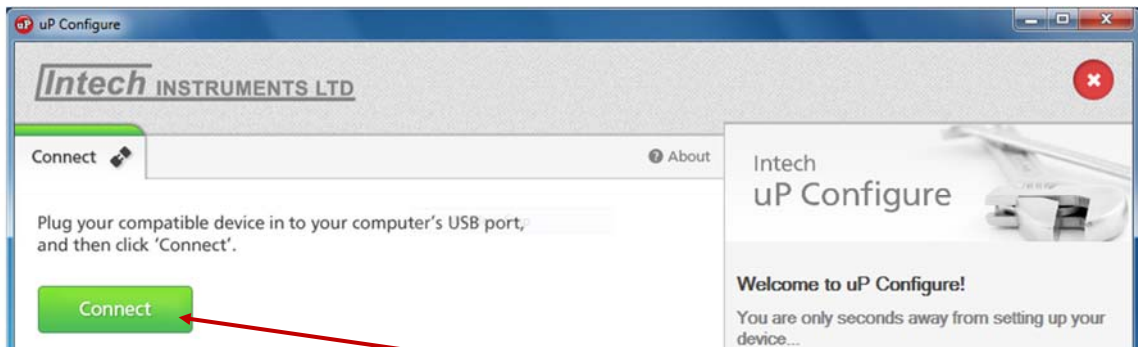 uP uP Configure
Intech INSTRUMENTS LTD
Connect
About
Plug your compatible device in to your computer's USB port,
and then click 'Connect'.
Connect
Intech
uP Configure
Welcome to uP Configure!
You are only seconds away from setting up your
device...